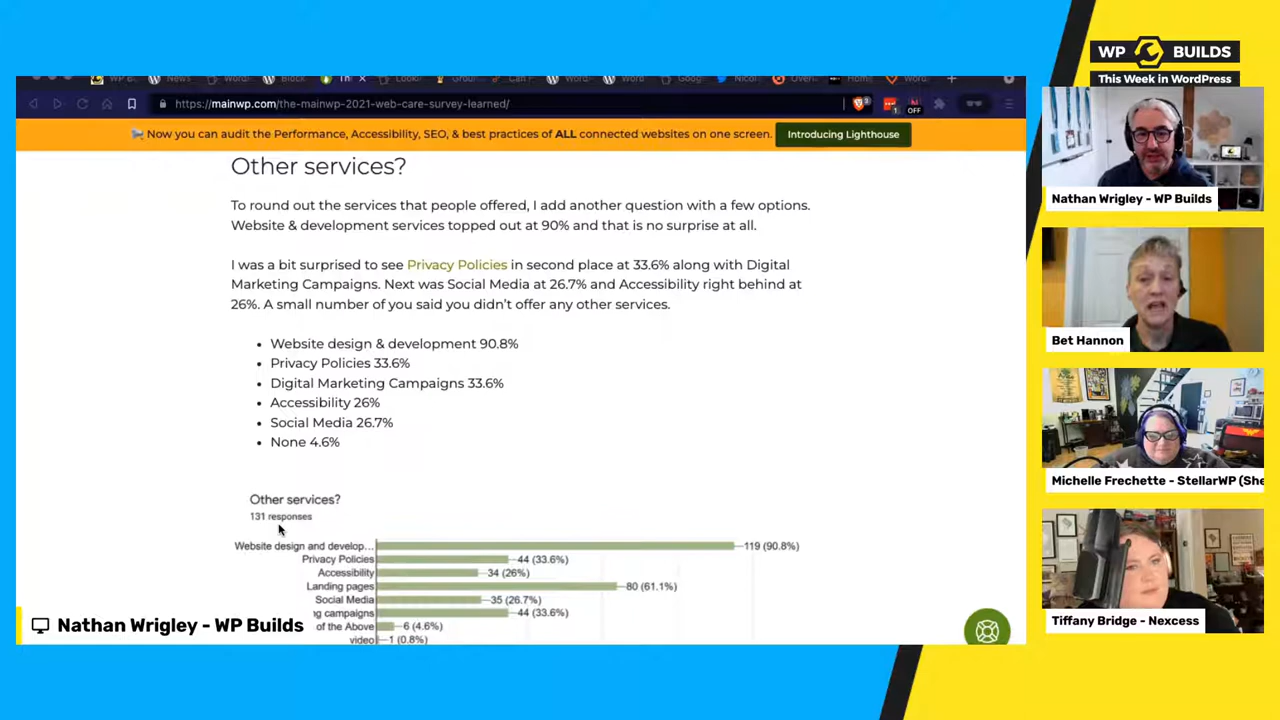 WP BUILDS
This Week in WordPress
https://mainwp.com/the-mainwp-2021-web-care-survey-learned/
OFF
Now you can audit the Performance, Accessibility, SEO, & best practices of ALL connected websites on one screen.
Introducing Lighthouse
Other services?
To round out the services that people offered, I add another question with a few options.
Website & development services topped out at 90% and that is no surprise at all.
I was a bit surprised to see Privacy Policies in second place at 33.6% along with Digital
Marketing Campaigns. Next was Social Media at 26.7% and Accessibility right behind at
26%. A small number of you said you didn't offer any other services.
• Website design & development 90.8%
• Privacy Policies 33.6%
• Digital Marketing Campaigns 33.6%
• Accessibility 26%
• Social Media 26.7%
• None 4.6%
Other services?
131 responses
Website design and develop... 119 (90.8%)
Privacy Policies 44 (33.6%)
Accessibility 34 (26%)
Landing pages 80 (61.1%)
Social Media 35 (26.7%)
campaigns 44 (33.6%)
of the Above 6 (4.6%)
video 1 (0.8%)
Nathan Wrigley - WP Builds
Nathan Wrigley - WP Builds
Bet Hannon
Michelle Frechette - StellarWP (She
Tiffany Bridge - Nexcess